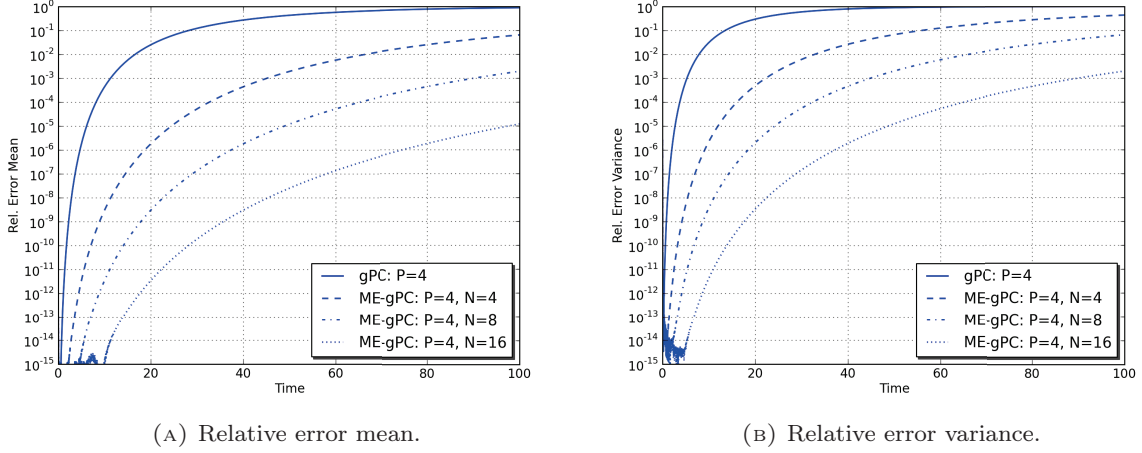 10^0
10^-1
10^-2
10^-3
10^-4
10^-5
10^-6
10^-7
10^-8
10^-9
10^-10
10^-11
10^-12
10^-13
10^-14
10^-15
Rel. Error Mean
0 20 40 60 80 100
Time
gPC: P=4
ME-gPC: P=4, N=4
ME-gPC: P=4, N=8
ME-gPC: P=4, N=16
(A) Relative error mean.
10^0
10^-1
10^-2
10^-3
10^-4
10^-5
10^-6
10^-7
10^-8
10^-9
10^-10
10^-11
10^-12
10^-13
10^-14
10^-15
Rel. Error Variance
0 20 40 60 80 100
Time
gPC: P=4
ME-gPC: P=4, N=4
ME-gPC: P=4, N=8
ME-gPC: P=4, N=16
(B) Relative error variance.